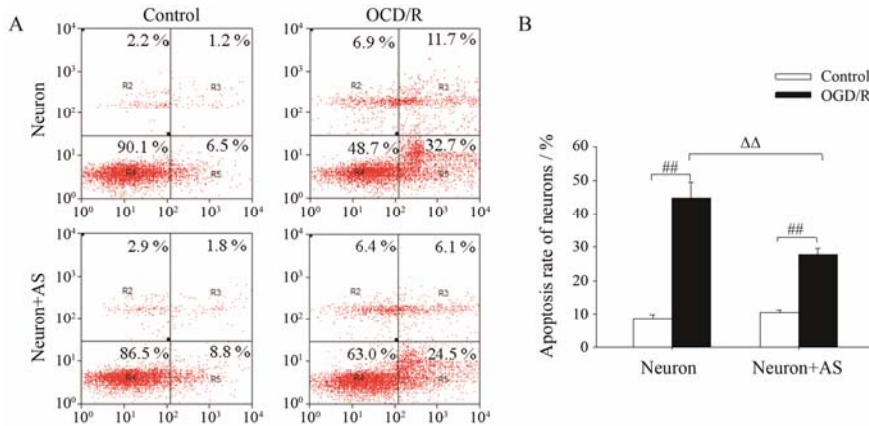 A
Control
OCD/R
B
Neuron
10⁴
10³
10²
10¹
10⁰
2.2 %
1.2 %
R2
R3
90.1 %
6.5 %
R4
R5
10⁰ 10¹ 10² 10³ 10⁴
10⁴
10³
10²
10¹
10⁰
6.9 %
11.7 %
R2
R3
48.7 %
32.7 %
R4
R5
10⁰ 10¹ 10² 10³ 10⁴
Neuron+AS
10⁴
10³
10²
10¹
10⁰
2.9 %
1.8 %
R2
R3
86.5 %
8.8 %
R4
R5
10⁰ 10¹ 10² 10³ 10⁴
10⁴
10³
10²
10¹
10⁰
6.4 %
6.1 %
R2
R3
63.0 %
24.5 %
R4
R5
10⁰ 10¹ 10² 10³ 10⁴
Control
OGD/R
Apoptosis rate of neurons / %
60
50
40
30
20
10
0
##
ΔΔ
##
Neuron
Neuron+AS